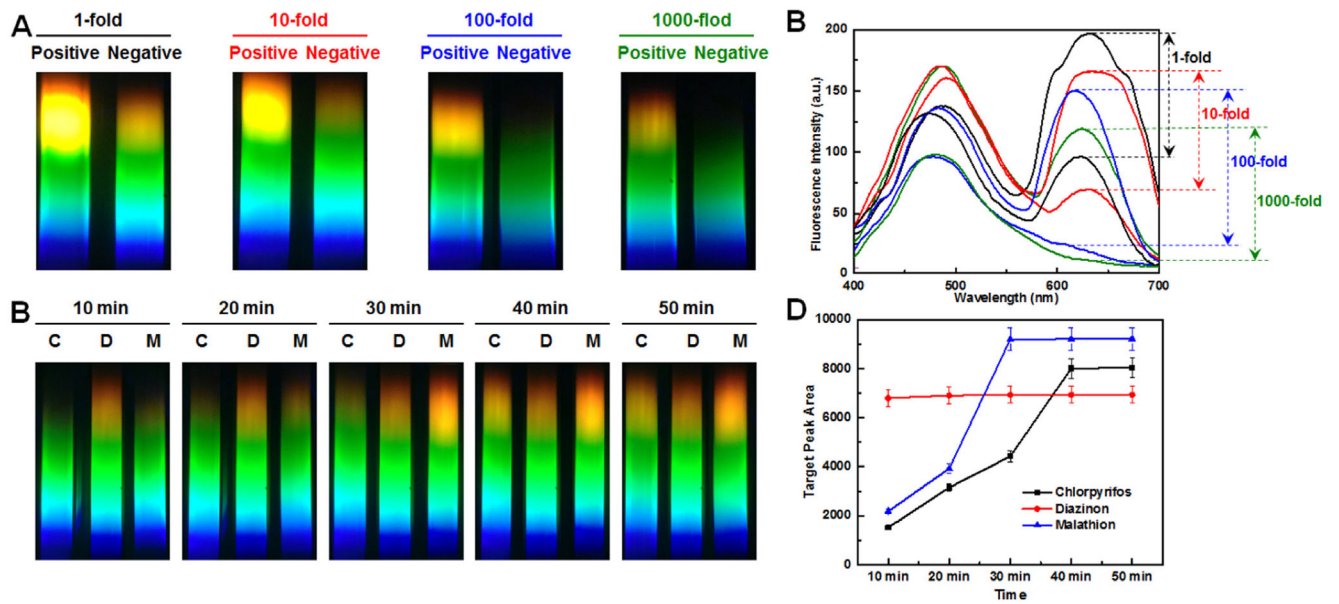 A
1-fold 10-fold 100-fold 1000-flod
Positive Negative Positive Negative Positive Negative Positive Negative
B
200
150
100
50
0
400 500 600 700
Fluorescence Intensity (a.u.)
Wavelength (nm)
1-fold
10-fold
100-fold
1000-fold
B
10 min 20 min 30 min 40 min 50 min
C D M C D M C D M C D M C D M
D
10000
8000
6000
4000
2000
0
Target Peak Area
Chlorpyrifos
Diazinon
Malathion
10 min 20 min 30 min 40 min 50 min
Time